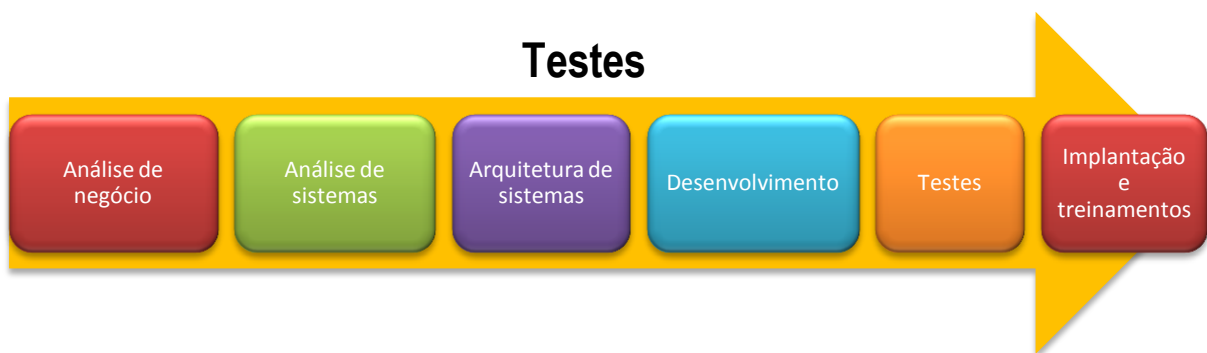 Testes
Análise de
negócio
Análise de
sistemas
Arquitetura de
sistemas
Desenvolvimento
Testes
Implantação
e
treinamentos